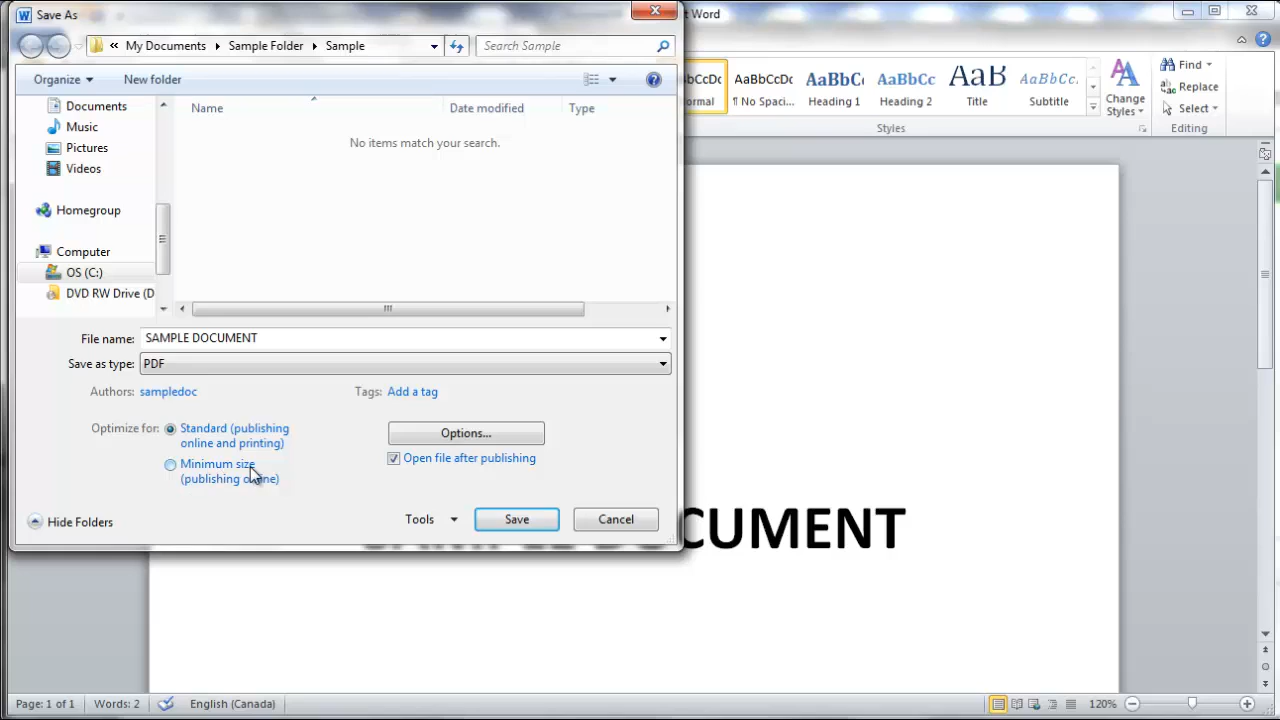 Save As
t Word
My Documents
Sample Folder
Sample
Search Sample
Organize
New folder
Documents
Music
Pictures
Videos
Homegroup
Computer
OS (C:)
DVD RW Drive (D
Name
Date modified
Type
No items match your search.
File name: SAMPLE DOCUMENT
Save as type: PDF
Authors: sampledoc
Tags: Add a tag
Optimize for: Standard (publishing
online and printing)
Minimum size
(publishing online)
Options...
Open file after publishing
Hide Folders
Tools
Save
Cancel
bCcDc AaBbCcDc AaBbC AaBbCc AaB AaBbCc.
ormal ¶ No Spaci... Heading 1 Heading 2 Title Subtitle
Change
Styles
Styles
Find
Replace
Select
Editing
CUMENT
Page: 1 of 1
Words: 2
English (Canada)
120%